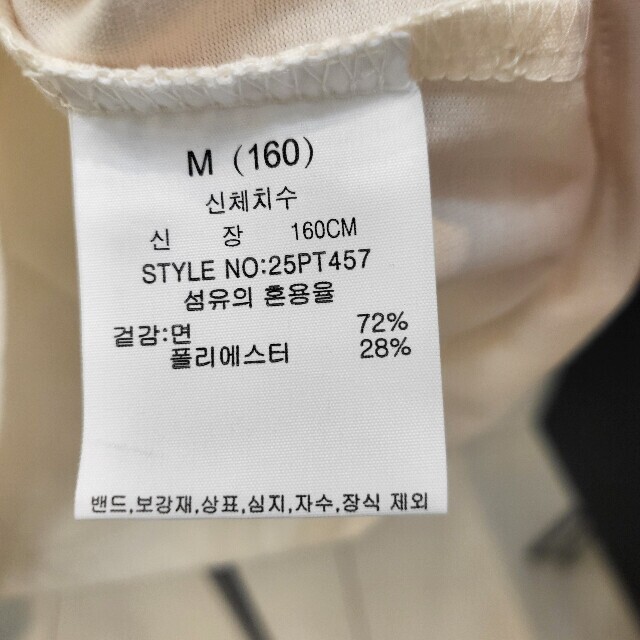 M (160)
신체치수
신 장 160CM
STYLE NO:25PT457
섬유의 혼용율
겉감:면 72%
폴리에스터 28%
밴드,보강재,상표,심지,자수,장식 제외